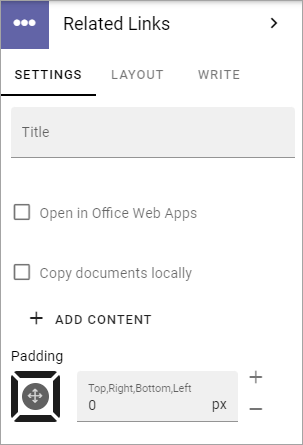 Related Links
SETTINGS LAYOUT WRITE
Title
Open in Office Web Apps
Copy documents locally
+ ADD CONTENT
Padding
Top,Right,Bottom,Left
0 px